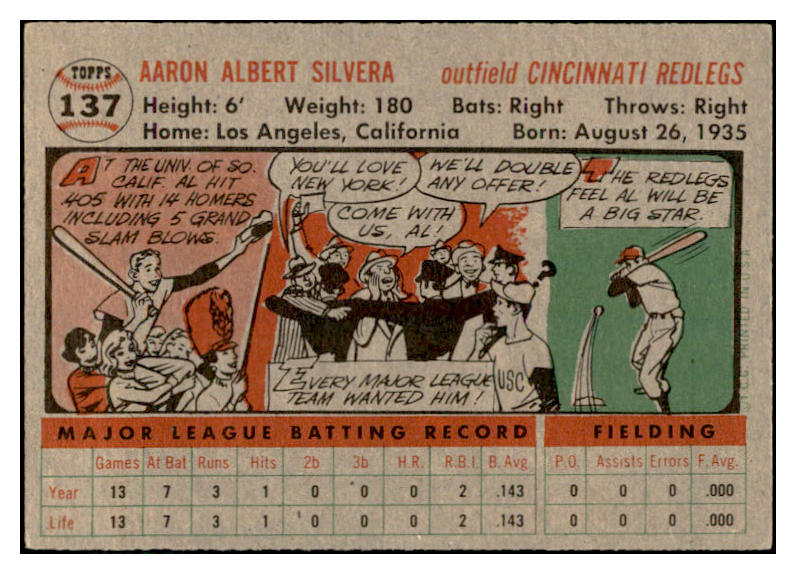 TOPPS
137
AARON ALBERT SILVERA outfield CINCINNATI REDLEGS
Height: 6' Weight: 180 Bats: Right Throws: Right
Home: Los Angeles, California Born: August 26, 1935
AT THE UNIV. OF SO.
CALIF. AL HIT
.405 WITH 14 HOMERS
INCLUDING 5 GRAND
SLAM BLOWS.
YOU'LL LOVE
NEW YORK!
WE'LL DOUBLE
ANY OFFER!
COME WITH
US, AL!
?
USC
EVERY MAJOR LEAGUE
TEAM WANTED HIM!
THE REDLEGS
FEEL AL WILL BE
A BIG STAR.
© T.C.G. PRINTED IN U.S.A.
MAJOR LEAGUE BATTING RECORD FIELDING
Games At Bat Runs Hits 2b 3b H.R. R.B.I. B. Avg. P.O. Assists Errors F. Avg.
Year 13 7 3 1 0 0 0 2 .143 0 0 0 .000
Life 13 7 3 1 0 0 0 2 .143 0 0 0 .000